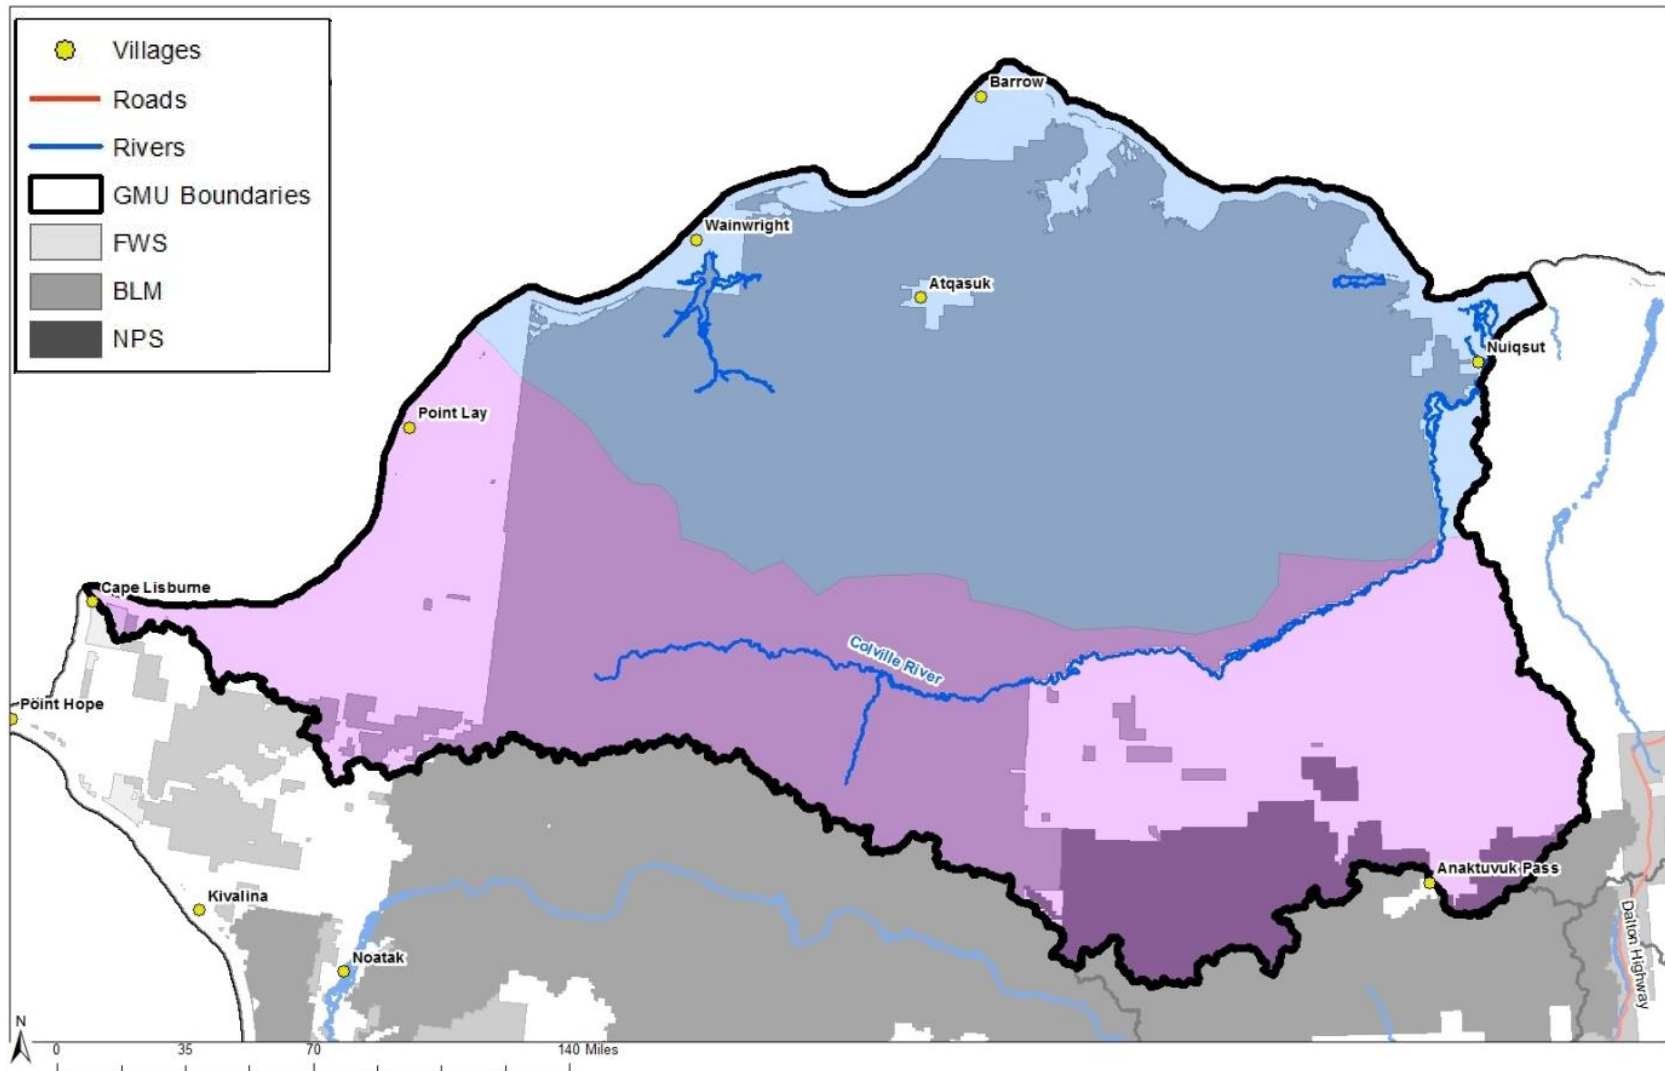 Villages
Roads
Rivers
GMU Boundaries
FWS
BLM
NPS
Barrow
Wainwright
Atqasuk
Nuiqsut
Point Lay
Cape Lisburne
Colville River
Point Hope
Anaktuvuk Pass
Kivalina
Dalton Highway
Noatak
N
0 35 70 140 Miles